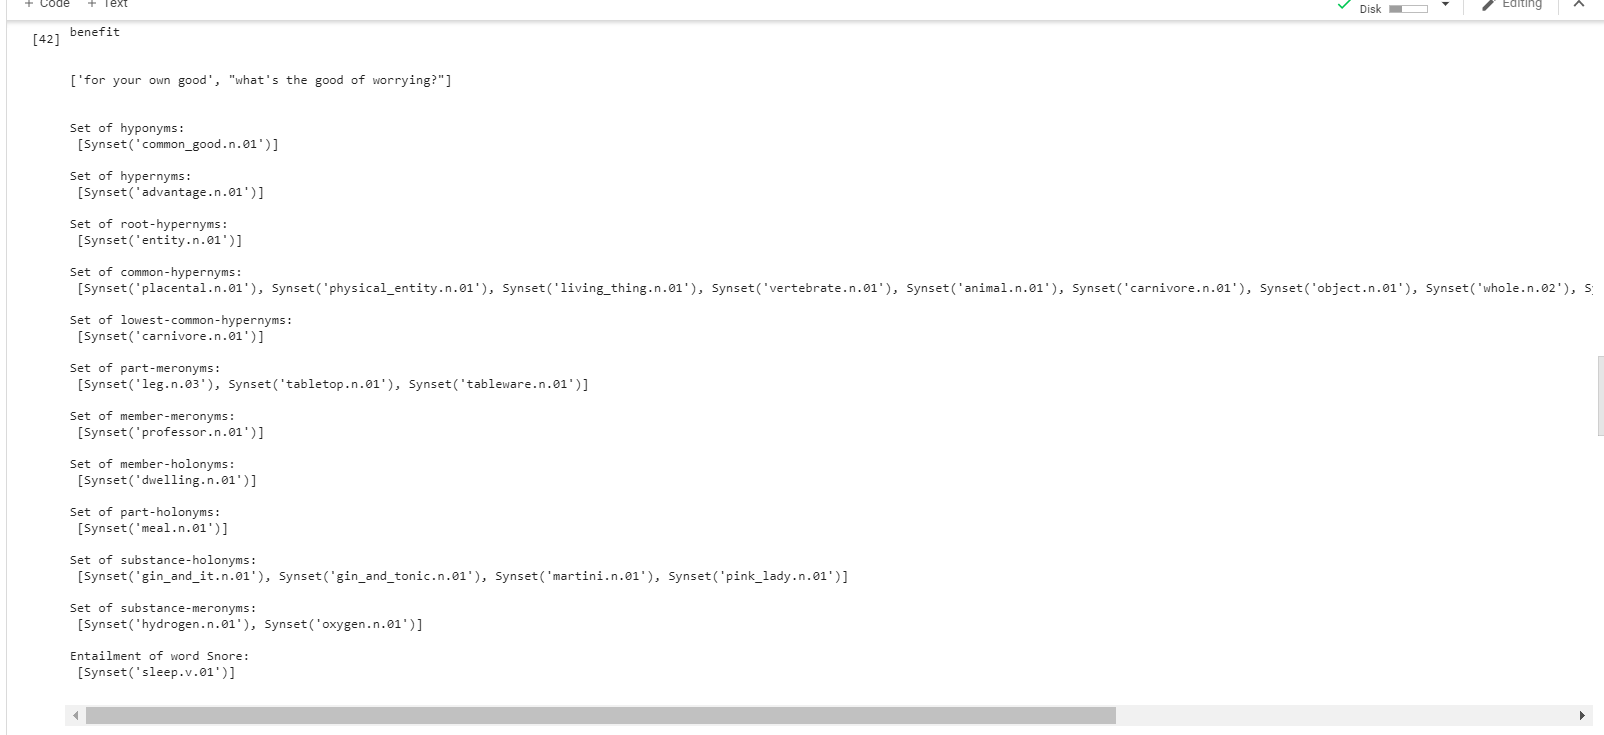 + Code + Text
Disk
Editing
[42] benefit
['for your own good', "what's the good of worrying?"]
Set of hyponyms:
[Synset('common_good.n.01')]
Set of hypernyms:
[Synset('advantage.n.01')]
Set of root-hypernyms:
[Synset('entity.n.01')]
Set of common-hypernyms:
[Synset('placental.n.01'), Synset('physical_entity.n.01'), Synset('living_thing.n.01'), Synset('vertebrate.n.01'), Synset('animal.n.01'), Synset('carnivore.n.01'), Synset('object.n.01'), Synset('whole.n.02'),
Set of lowest-common-hypernyms:
[Synset('carnivore.n.01')]
Set of part-meronyms:
[Synset('leg.n.03'), Synset('tabletop.n.01'), Synset('tableware.n.01')]
Set of member-meronyms:
[Synset('professor.n.01')]
Set of member-holonyms:
[Synset('dwelling.n.01')]
Set of part-holonyms:
[Synset('meal.n.01')]
Set of substance-holonyms:
[Synset('gin_and_it.n.01'), Synset('gin_and_tonic.n.01'), Synset('martini.n.01'), Synset('pink_lady.n.01')]
Set of substance-meronyms:
[Synset('hydrogen.n.01'), Synset('oxygen.n.01')]
Entailment of word Snore:
[Synset('sleep.v.01')]